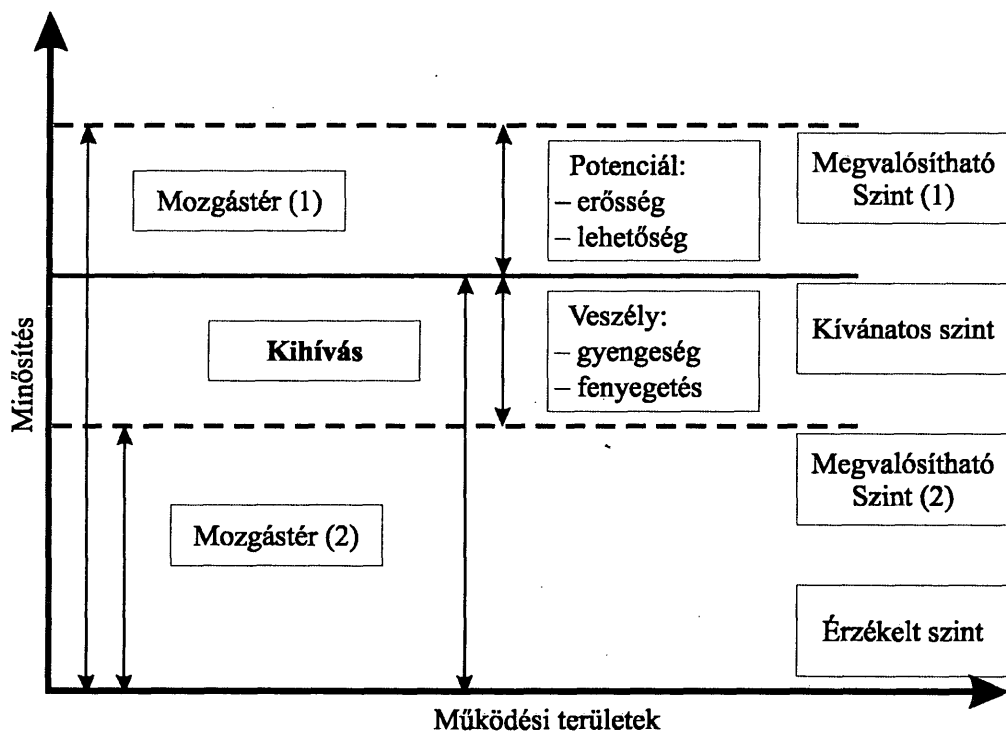 Minősítés
Mozgástér (1)
Potenciál:
– erősség
– lehetőség
Megvalósítható
Szint (1)
Kihívás
Veszély:
– gyengeség
– fenyegetés
Kívánatos szint
Mozgástér (2)
Megvalósítható
Szint (2)
Érzékelt szint
Működési területek